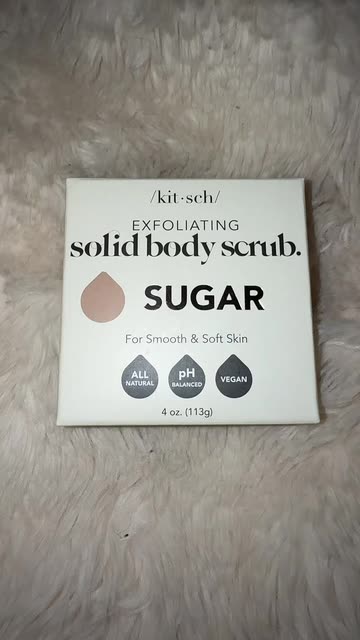 /kit·sch/
EXFOLIATING
solid body scrub.
SUGAR
For Smooth & Soft Skin
ALL
NATURAL
pH
BALANCED
VEGAN
4 oz. (113g)